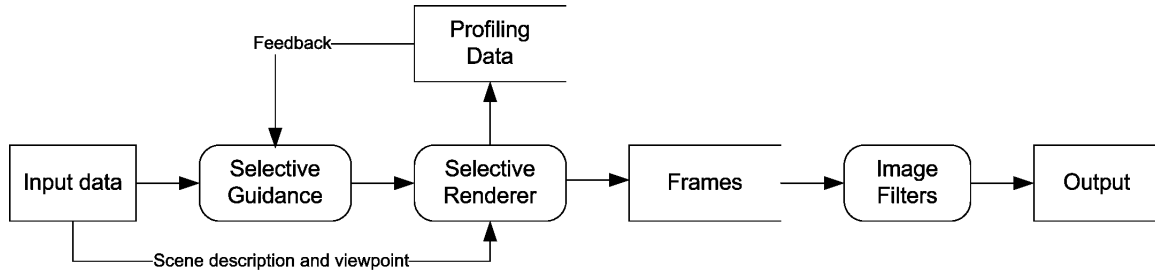 Profiling
Data
Feedback
Input data
Selective
Guidance
Selective
Renderer
Frames
Image
Filters
Output
Scene description and viewpoint